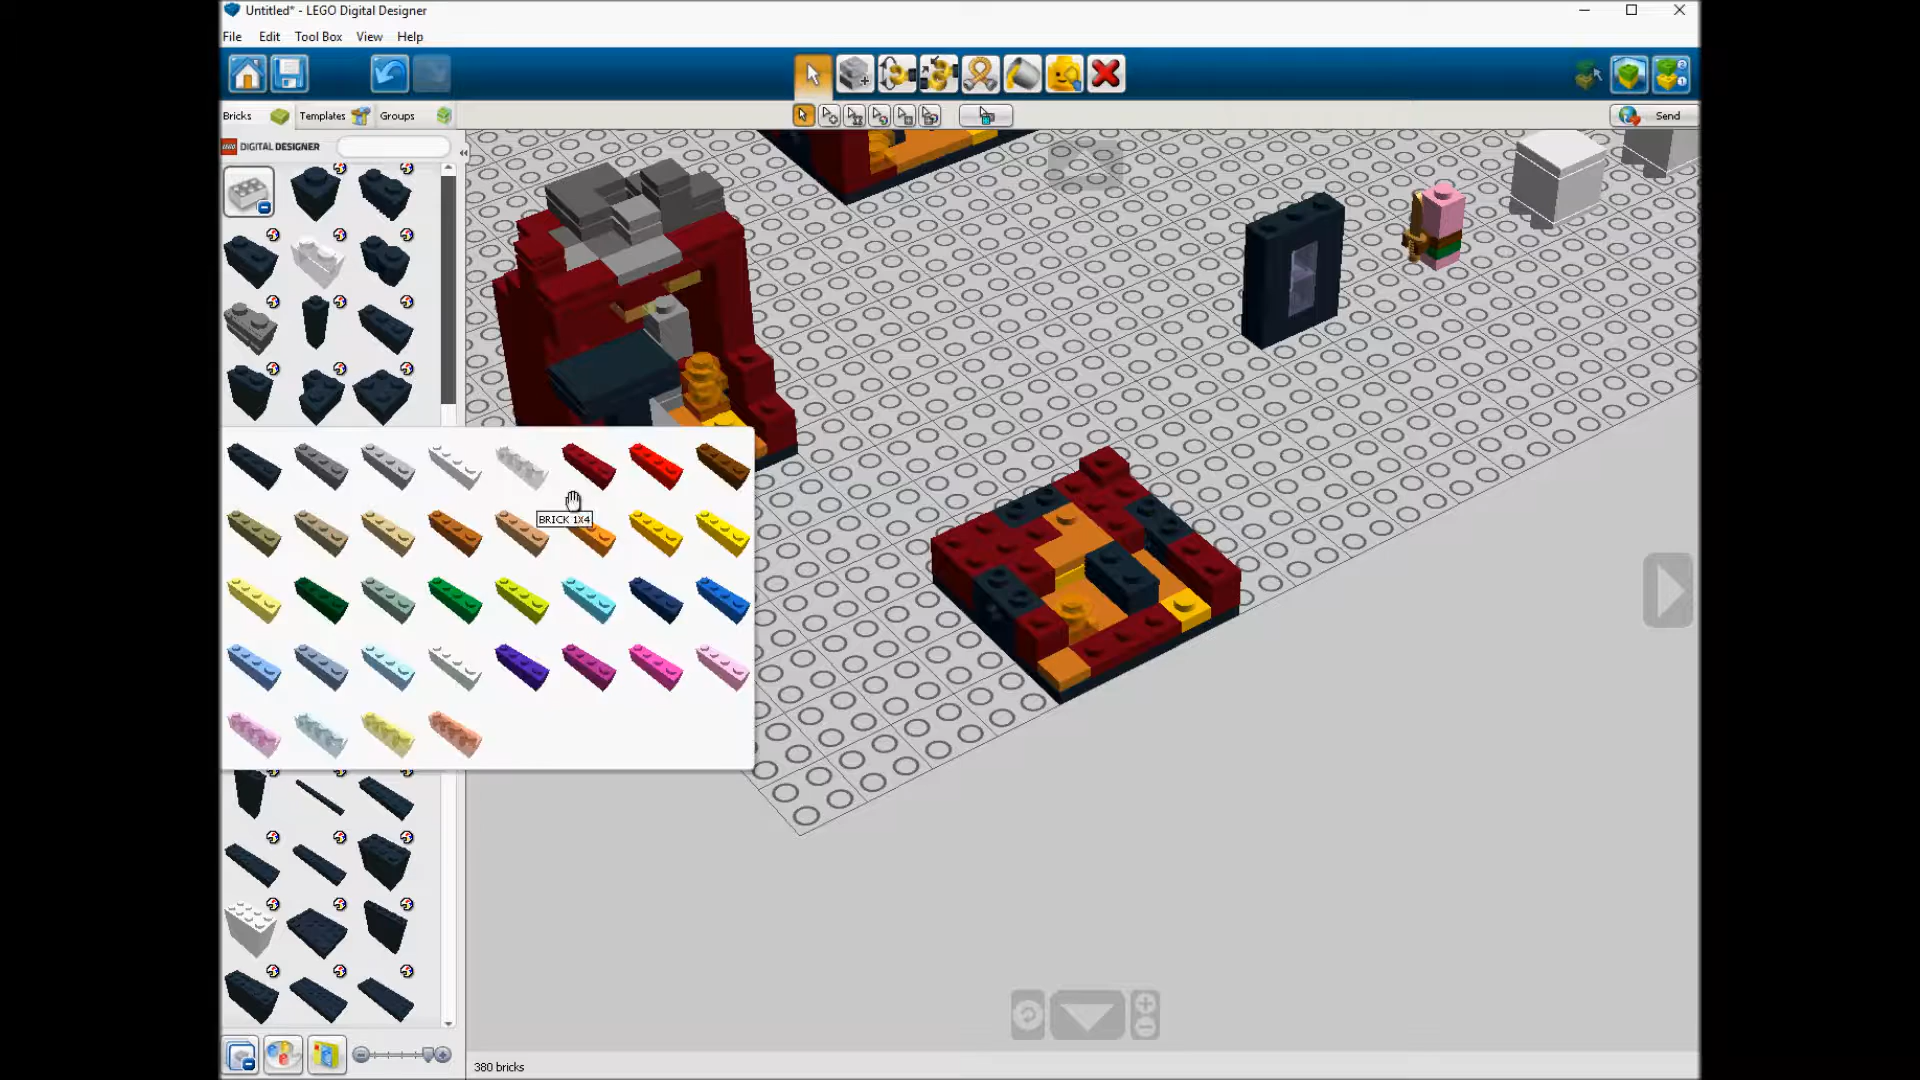 Untitled* - LEGO Digital Designer
File Edit Tool Box View Help
Bricks Templates Groups
Send
LEGO DIGITAL DESIGNER
BRICK 1X4
380 bricks